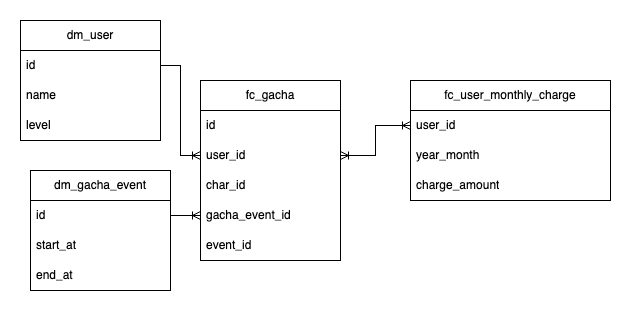 dm_user
id
name
level
dm_gacha_event
id
start_at
end_at
fc_gacha
id
user_id
char_id
gacha_event_id
event_id
fc_user_monthly_charge
user_id
year_month
charge_amount